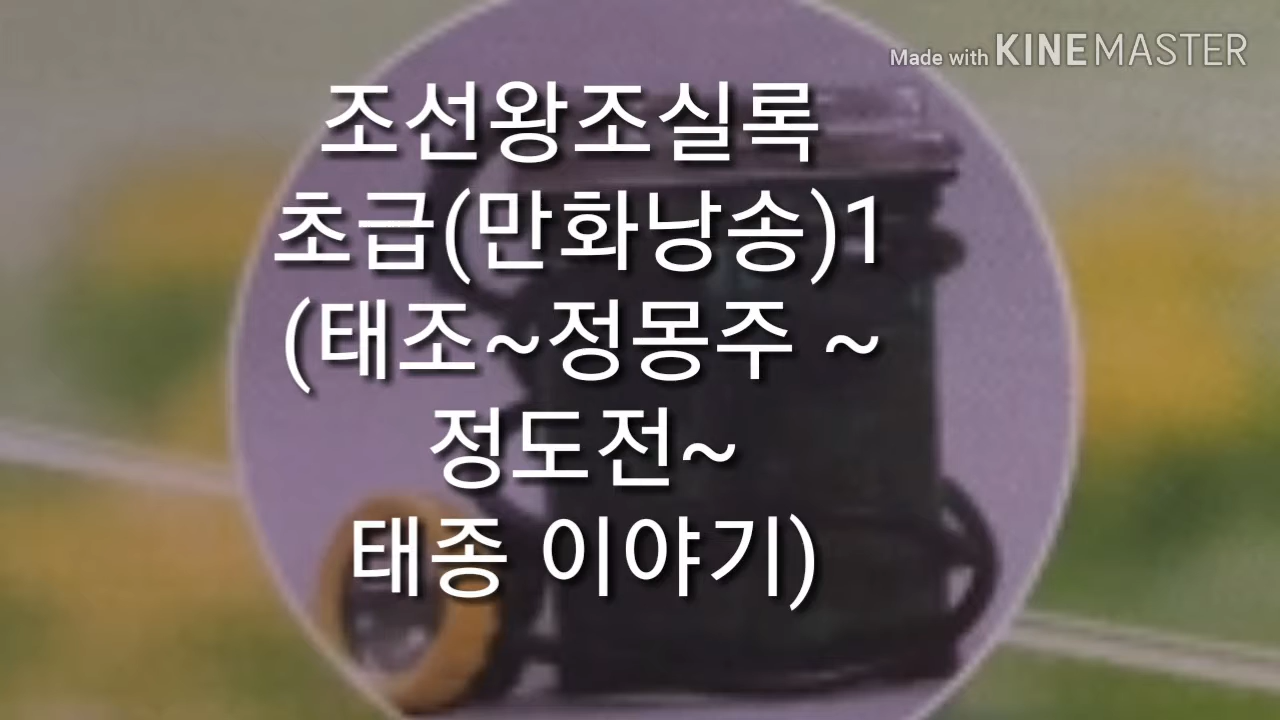 Made with KINEMASTER
조선왕조실록
초급(만화낭송)1
(태조~정몽주 ~
정도전~
태종 이야기)